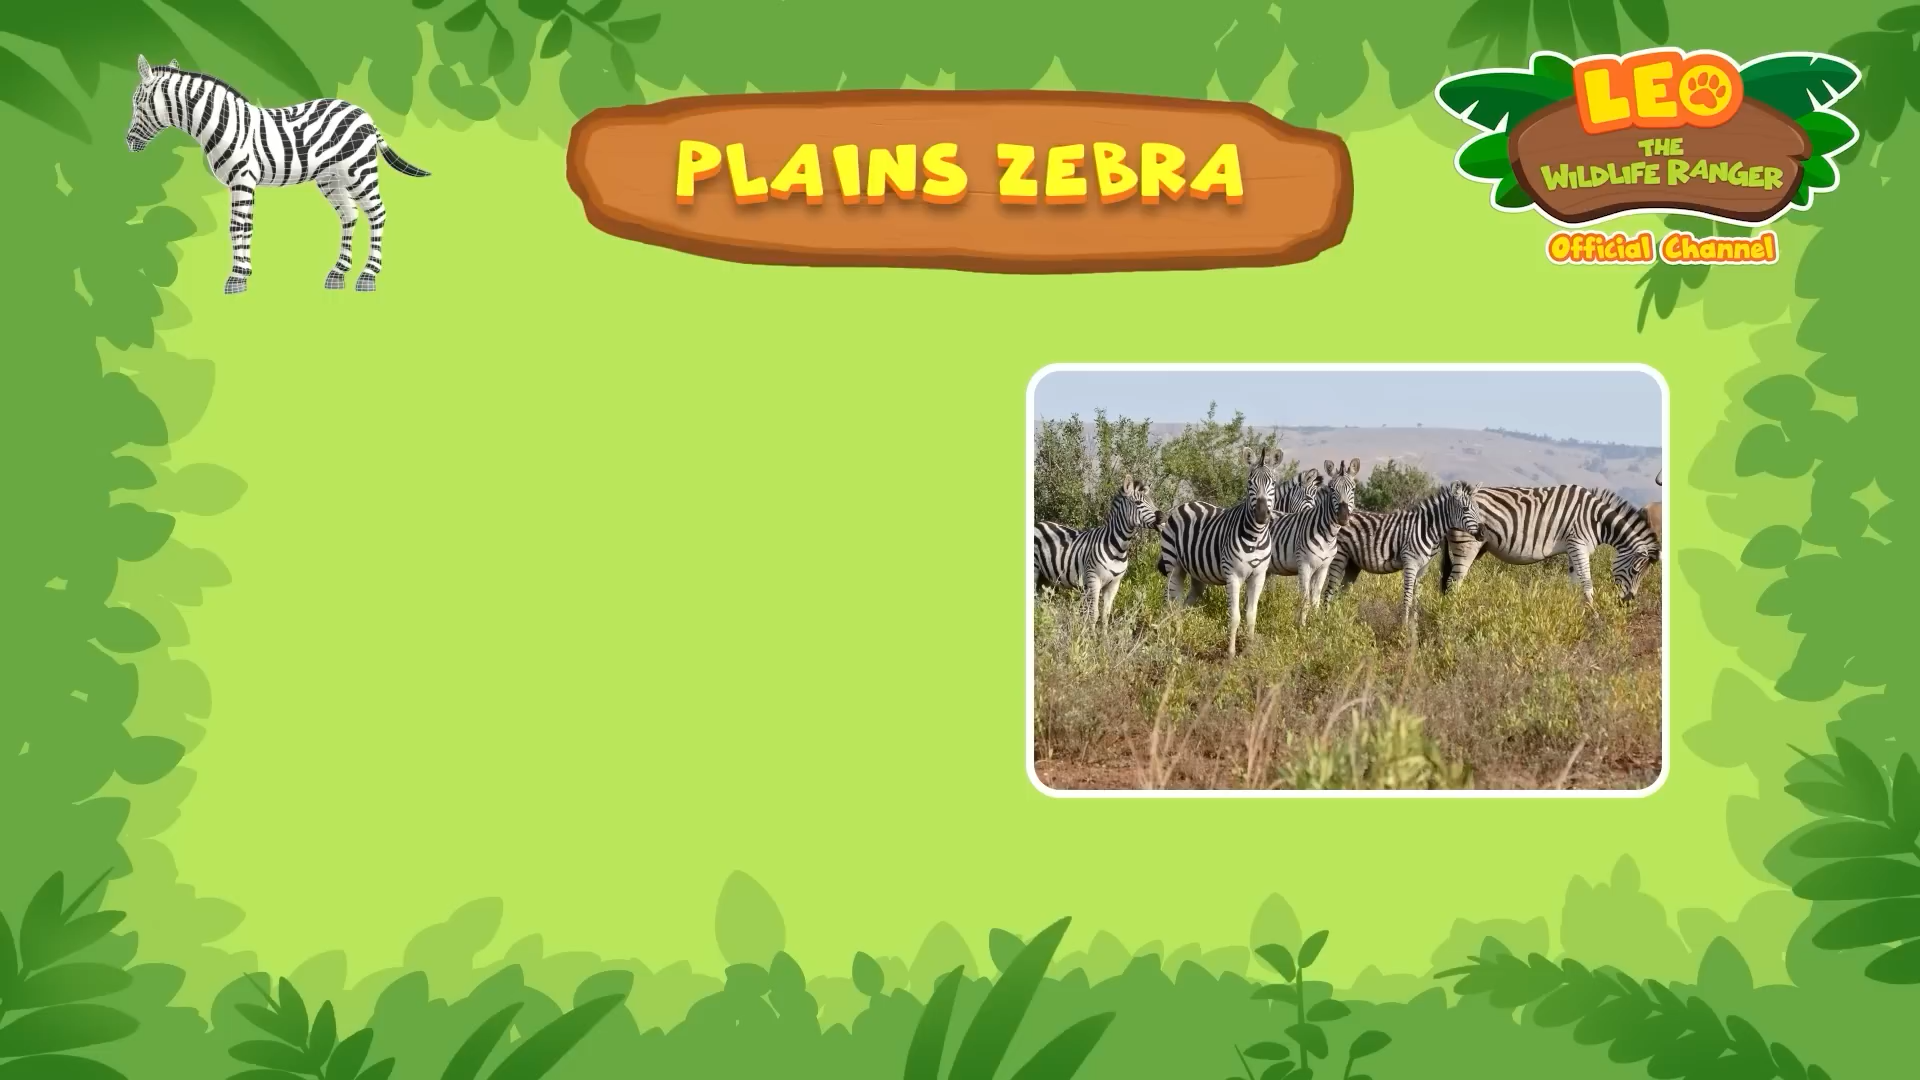 PLAINS ZEBRA
LEO
THE
WILDLIFE RANGER
Official Channel